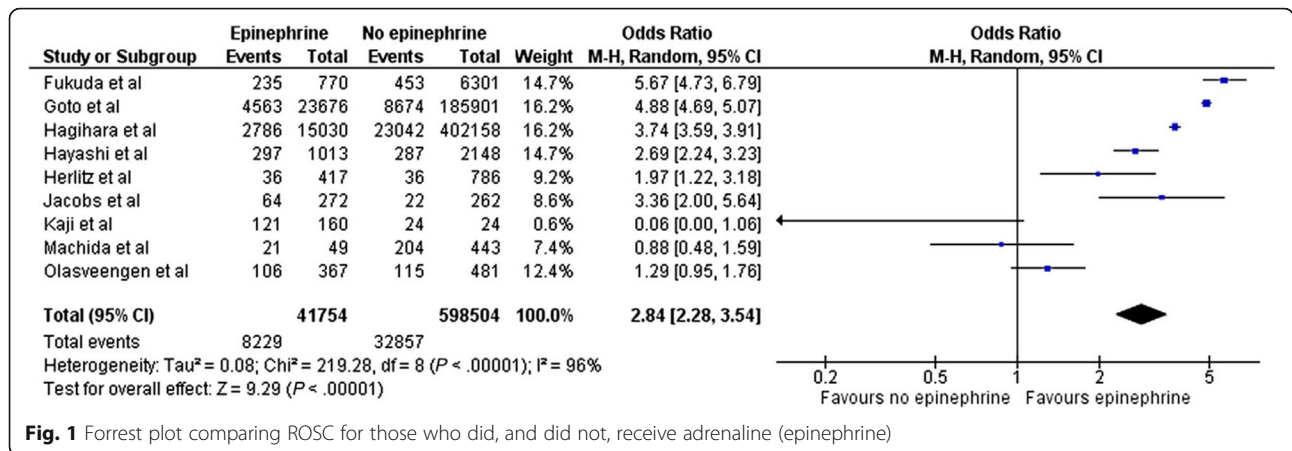 Epinephrine No epinephrine Odds Ratio Odds Ratio
Study or Subgroup Events Total Events Total Weight M-H, Random, 95% CI M-H, Random, 95% CI
Fukuda et al 235 770 453 6301 14.7% 5.67 [4.73, 6.79]
Goto et al 4563 23676 8674 185901 16.2% 4.88 [4.69, 5.07]
Hagihara et al 2786 15030 23042 402158 16.2% 3.74 [3.59, 3.91]
Hayashi et al 297 1013 287 2148 14.7% 2.69 [2.24, 3.23]
Herlitz et al 36 417 36 786 9.2% 1.97 [1.22, 3.18]
Jacobs et al 64 272 22 262 8.6% 3.36 [2.00, 5.64]
Kaji et al 121 160 24 24 0.6% 0.06 [0.00, 1.06]
Machida et al 21 49 204 443 7.4% 0.88 [0.48, 1.59]
Olasveengen et al 106 367 115 481 12.4% 1.29 [0.95, 1.76]
Total (95% CI) 41754 598504 100.0% 2.84 [2.28, 3.54]
Total events 8229 32857
Heterogeneity: Tau² = 0.08; Chi² = 219.28, df = 8 (P < .00001); I² = 96%
Test for overall effect: Z = 9.29 (P < .00001)
0.2 0.5 1 2 5
Favours no epinephrine Favours epinephrine
Fig. 1 Forrest plot comparing ROSC for those who did, and did not, receive adrenaline (epinephrine)